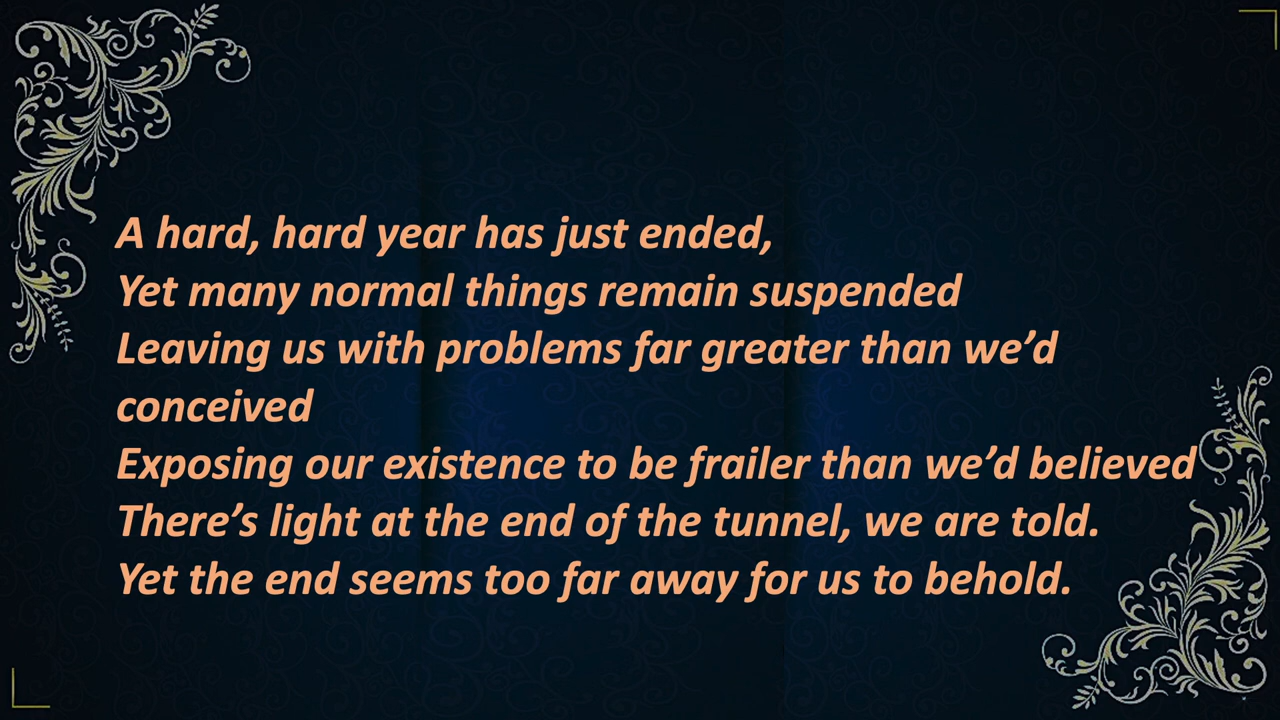 A hard, hard year has just ended,
Yet many normal things remain suspended
Leaving us with problems far greater than we’d
conceived
Exposing our existence to be frailer than we’d believed
There’s light at the end of the tunnel, we are told.
Yet the end seems too far away for us to behold.